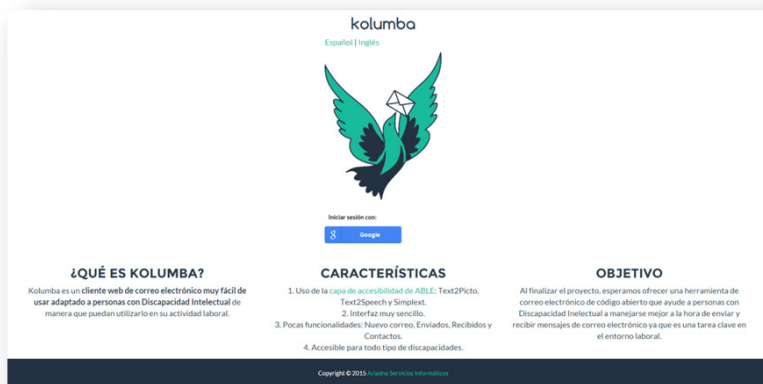 kolumba
Español | Inglés
Iniciar sesión con:
8 Google
¿QUÉ ES KOLUMBA?
Kolumba es un cliente web de correo electrónico muy fácil de
usar adaptado a personas con Discapacidad Intelectual de
manera que puedan utilizarlo en su actividad laboral.
CARACTERÍSTICAS
1. Uso de la capa de accesibilidad de ABLE: Text2Picto,
Text2Speech y Simplext.
2. Interfaz muy sencillo.
3. Pocas funcionalidades: Nuevo correo, Enviados, Recibidos y
Contactos.
4. Accesible para todo tipo de discapacidades.
OBJETIVO
Al finalizar el proyecto, esperamos ofrecer una herramienta de
correo electrónico de código abierto que ayude a personas con
Discapacidad Inelectual a manejarse mejor a la hora de enviar y
recibir mensajes de correo electrónico ya que es una tarea clave en
el entorno laboral.
Copyright © 2015 Ariadna Servicios Informáticos